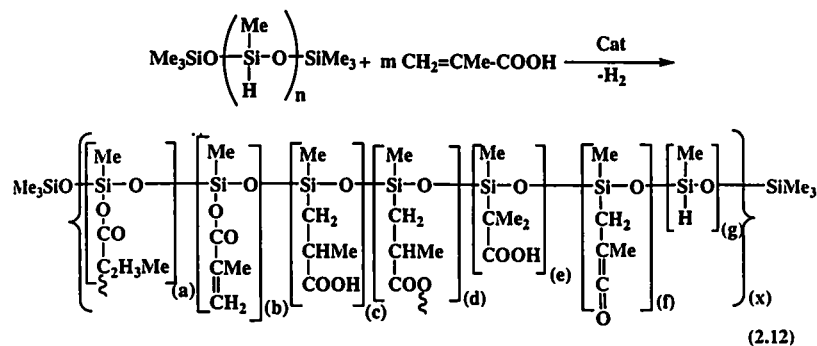 Me
Me₃SiO—(Si—O)ₙ—SiMe₃ + m CH₂=CMe-COOH Cat -H₂
H
Me Me Me Me Me Me Me
Me₃SiO—Si—O—Si—O—Si—O—Si—O—Si—O—Si—O—Si—O—SiMe₃
O O CH₂ CH₂ CMe₂ CH₂ H (g)
CO CO CHMe CHMe COOH CMe
C₂H₃Me CMe COOH COO (e) C
(a) CH₂ (b) (c) (d) O (f) (x)
(2.12)